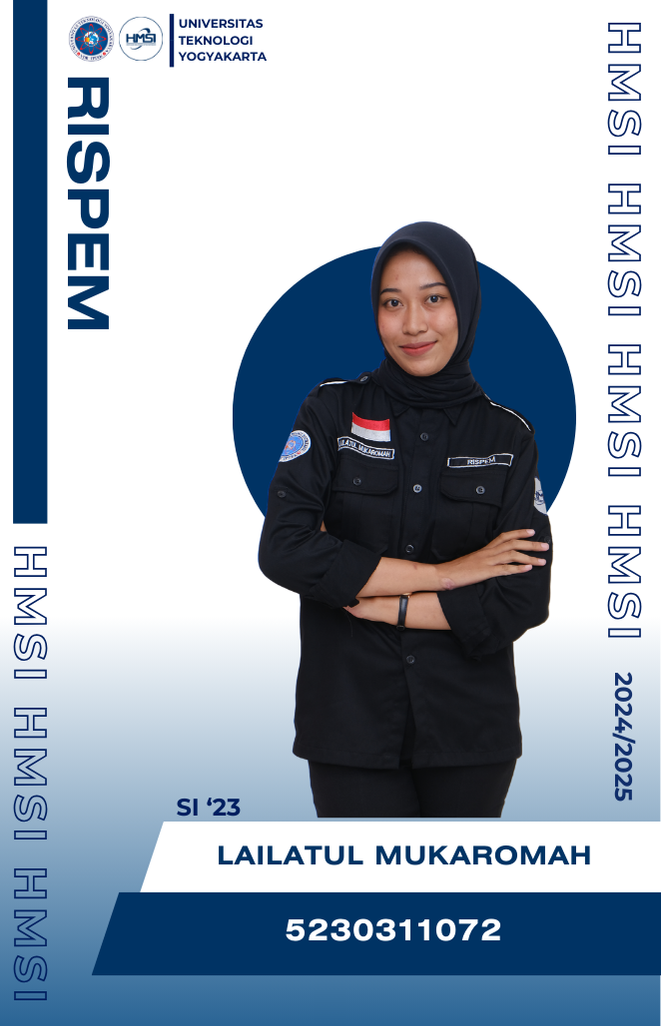 HMSI
UNIVERSITAS
TEKNOLOGI
YOGYAKARTA
RISPEM
HMSI HMSI HMSI HMSI
2024/2025
LAILATUL MUKAROMAH
RISPEM
HMSI HMSI HMSI
SI ‘23
LAILATUL MUKAROMAH
5230311072